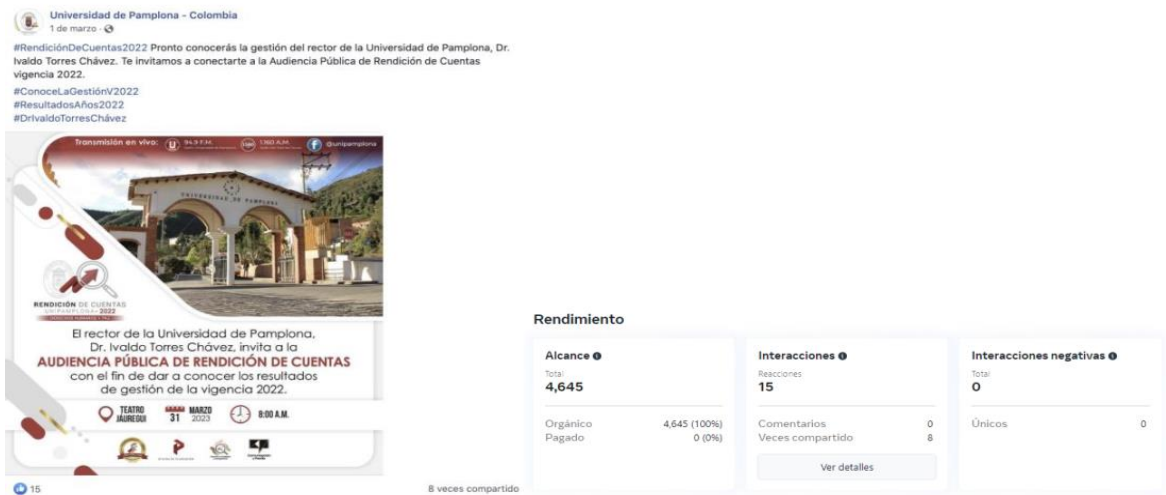 Universidad de Pamplona - Colombia
1 de marzo ·
#RendiciónDeCuentas2022 Pronto conocerás la gestión del rector de la Universidad de Pamplona, Dr.
Ivaldo Torres Chávez. Te invitamos a conectarte a la Audiencia Pública de Rendición de Cuentas
vigencia 2022.
#ConoceLaGestiónV2022
#ResultadosAños2022
#DrIvaldoTorresChávez
Transmisión en vivo: 94.9 F.M. 1.160 A.M. @unipamplona
UNIVERSIDAD DE PAMPLONA
RENDICIÓN DE CUENTAS
UNIPAMPLONA - 2022
El rector de la Universidad de Pamplona,
Dr. Ivaldo Torres Chávez, invita a la
AUDIENCIA PÚBLICA DE RENDICIÓN DE CUENTAS
con el fin de dar a conocer los resultados
de gestión de la vigencia 2022.
TEATRO JÁUREGUI
31 MARZO 2023
8:00 A.M.
15
8 veces compartido
Rendimiento
Alcance
Total
4,645
Orgánico 4,645 (100%)
Pagado 0 (0%)
Interacciones
Reacciones
15
Comentarios 0
Veces compartido 8
Ver detalles
Interacciones negativas
Total
0
Únicos 0